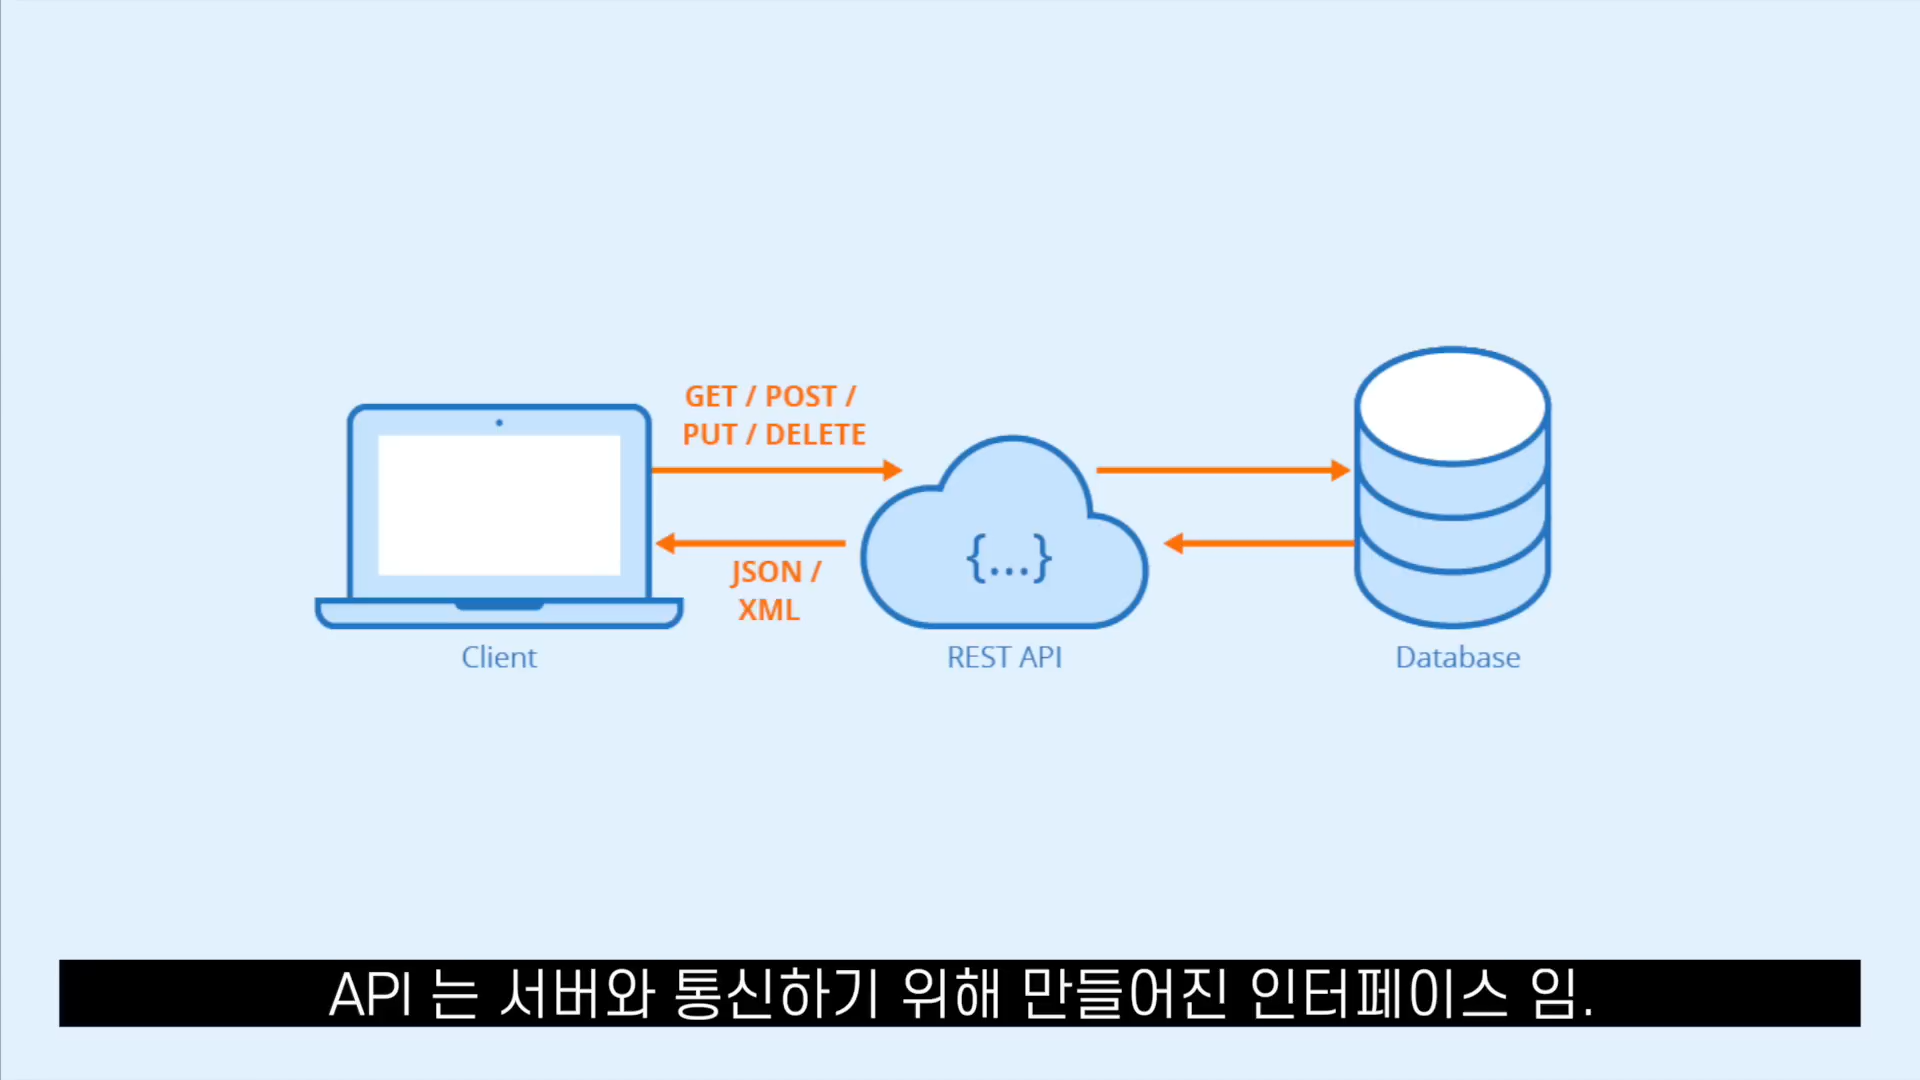 GET / POST /
PUT / DELETE
{...}
JSON /
XML
Client
REST API
Database
API 는 서버와 통신하기 위해 만들어진 인터페이스 임.